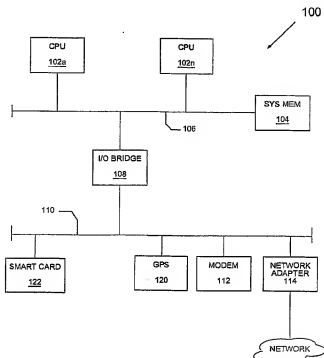 100
CPU
102a
CPU
102n
SYS MEM
104
106
I/O BRIDGE
108
110
SMART CARD
122
GPS
120
MODEM
112
NETWORK
ADAPTER
114
NETWORK